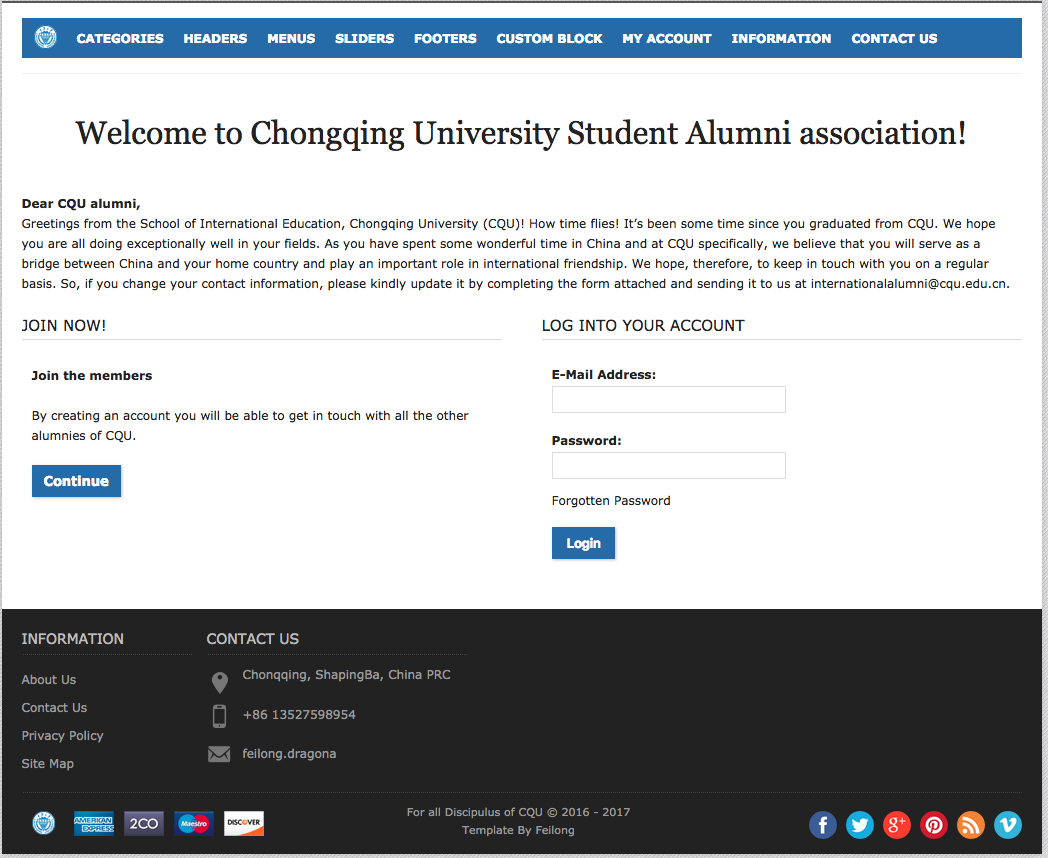 CATEGORIES HEADERS MENUS SLIDERS FOOTERS CUSTOM BLOCK MY ACCOUNT INFORMATION CONTACT US
Welcome to Chongqing University Student Alumni association!
Dear CQU alumni,
Greetings from the School of International Education, Chongqing University (CQU)! How time flies! It's been some time since you graduated from CQU. We hope
you are all doing exceptionally well in your fields. As you have spent some wonderful time in China and at CQU specifically, we believe that you will serve as a
bridge between China and your home country and play an important role in international friendship. We hope, therefore, to keep in touch with you on a regular
basis. So, if you change your contact information, please kindly update it by completing the form attached and sending it to us at internationalalumni@cqu.edu.cn.
JOIN NOW!
Join the members
By creating an account you will be able to get in touch with all the other
alumnies of CQU.
Continue
LOG INTO YOUR ACCOUNT
E-Mail Address:
Password:
Forgotten Password
Login
INFORMATION
About Us
Contact Us
Privacy Policy
Site Map
CONTACT US
Chonqqing, ShapingBa, China PRC
+86 13527598954
feilong.dragona
AMERICAN
EXPRESS
2CO
Maestro
DISCOVER
For all Discipulus of CQU © 2016 - 2017
Template By Feilong